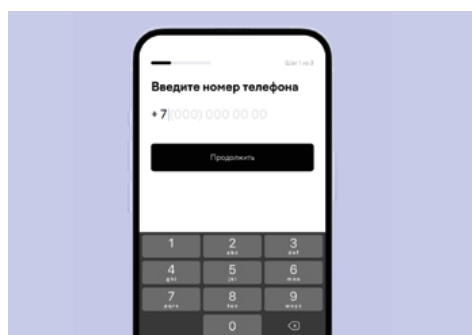 Шаг 1 из 3
Введите номер телефона
+ 7 (000) 000 00 00
Продолжить
1 2 3
abc def
4 5 6
ghi jkl mno
7 8 9
pqrs tuv wxyz
0